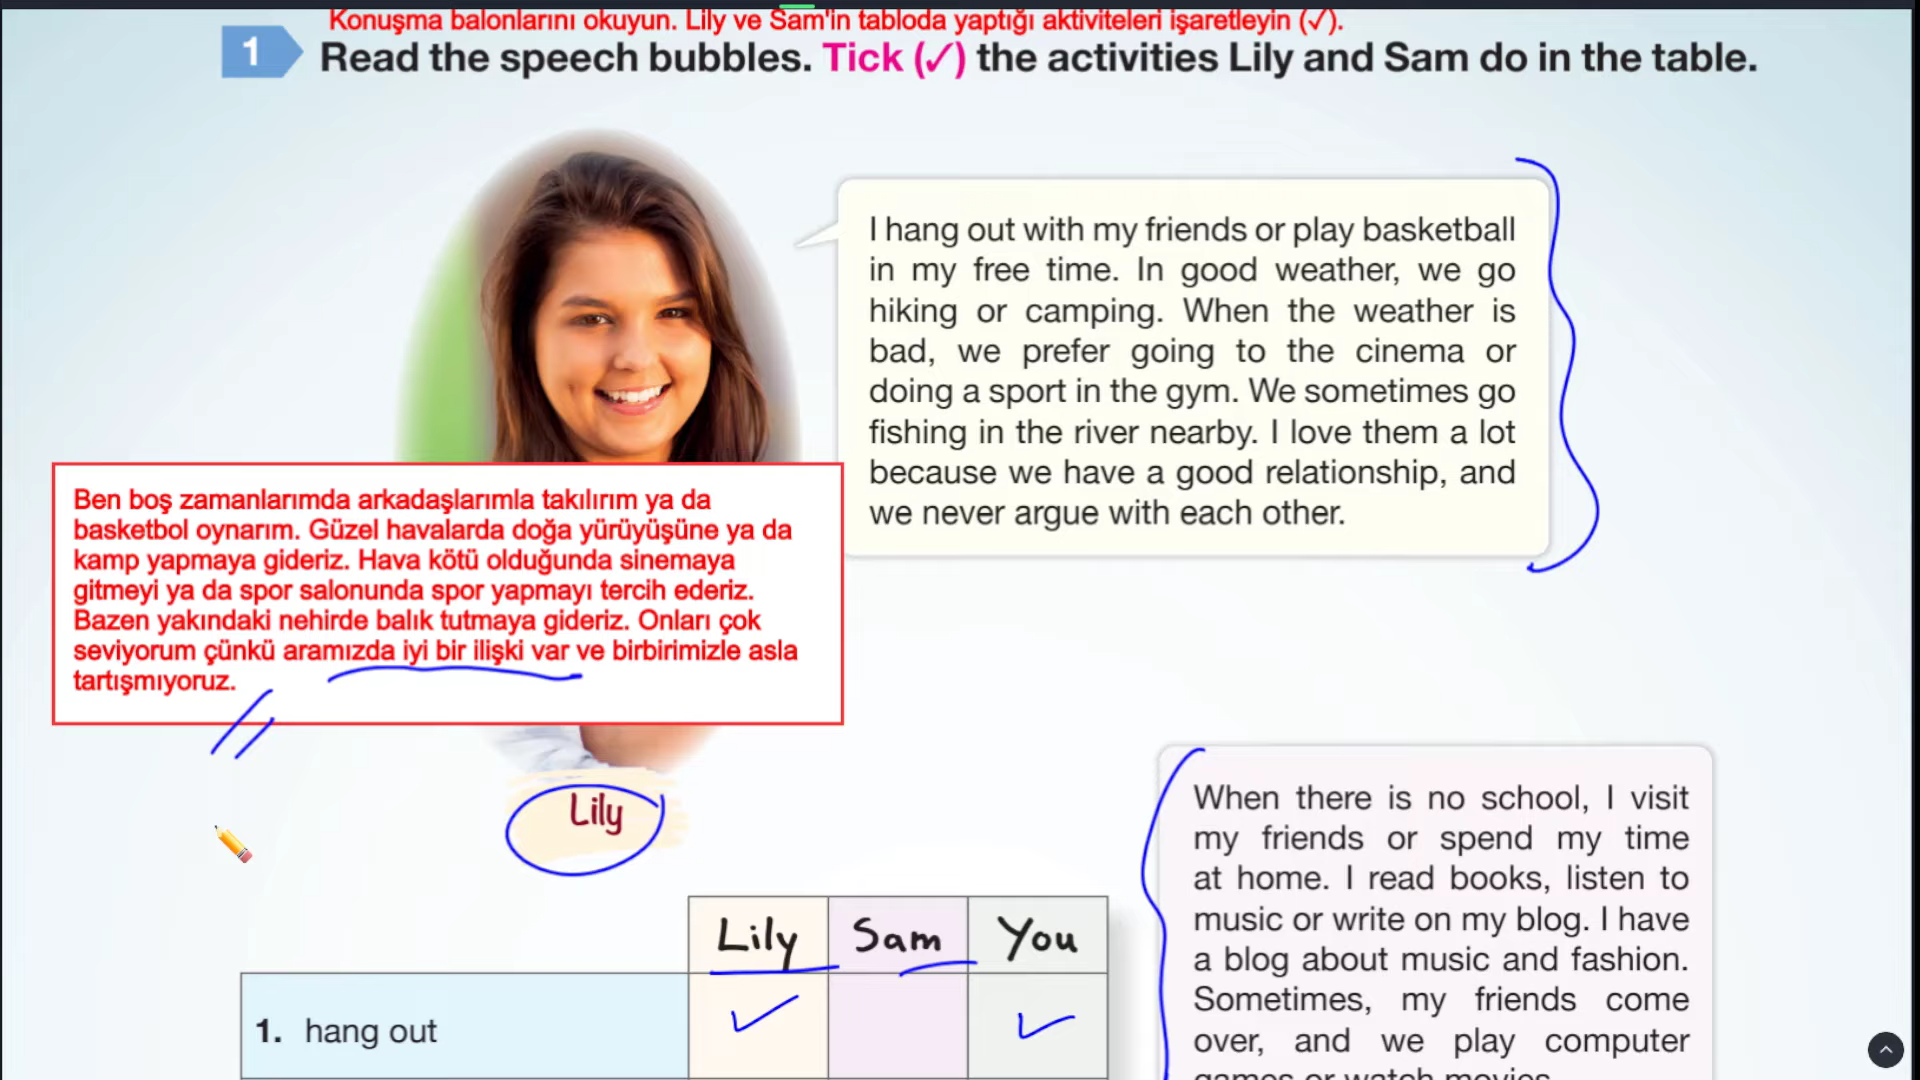 Konuşma balonlarını okuyun. Lily ve Sam'in tabloda yaptığı aktiviteleri işaretleyin (✓).
1 Read the speech bubbles. Tick (✓) the activities Lily and Sam do in the table.
I hang out with my friends or play basketball
in my free time. In good weather, we go
hiking or camping. When the weather is
bad, we prefer going to the cinema or
doing a sport in the gym. We sometimes go
fishing in the river nearby. I love them a lot
because we have a good relationship, and
we never argue with each other.
Ben boş zamanlarımda arkadaşlarımla takılırım ya da
basketbol oynarım. Güzel havalarda doğa yürüyüşüne ya da
kamp yapmaya gideriz. Hava kötü olduğunda sinemaya
gitmeyi ya da spor salonunda spor yapmayı tercih ederiz.
Bazen yakındaki nehirde balık tutmaya gideriz. Onları çok
seviyorum çünkü aramızda iyi bir ilişki var ve birbirimizle asla
tartışmıyoruz.
Lily
When there is no school, I visit
my friends or spend my time
at home. I read books, listen to
music or write on my blog. I have
a blog about music and fashion.
Sometimes, my friends come
over, and we play computer
games or watch movies.
Lily Sam You
1. hang out ✓ ✓